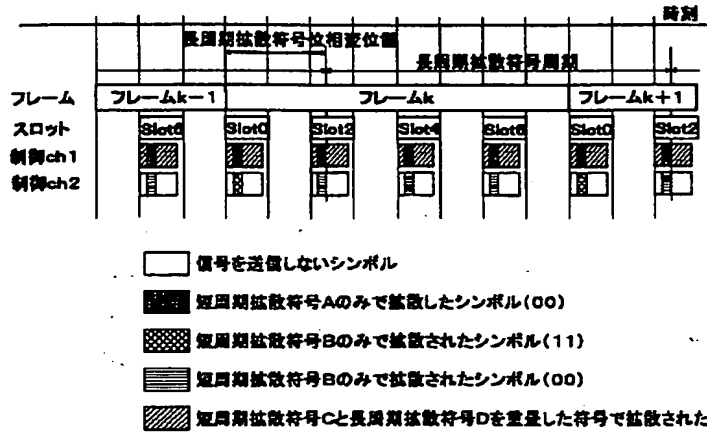 時刻
長周期拡散符号位相変位量
長周期拡散符号周期
フレーム フレームk-1 フレームk フレームk+1
スロット Slot6 Slot0 Slot2 Slot4 Slot6 Slot0 Slot2
制御ch1
制御ch2
信号を送信しないシンボル
短周期拡散符号Aのみで拡散したシンボル(00)
短周期拡散符号Bのみで拡散されたシンボル(11)
短周期拡散符号Bのみで拡散されたシンボル(00)
短周期拡散符号Cと長周期拡散符号Dを重畳した符号で拡散された